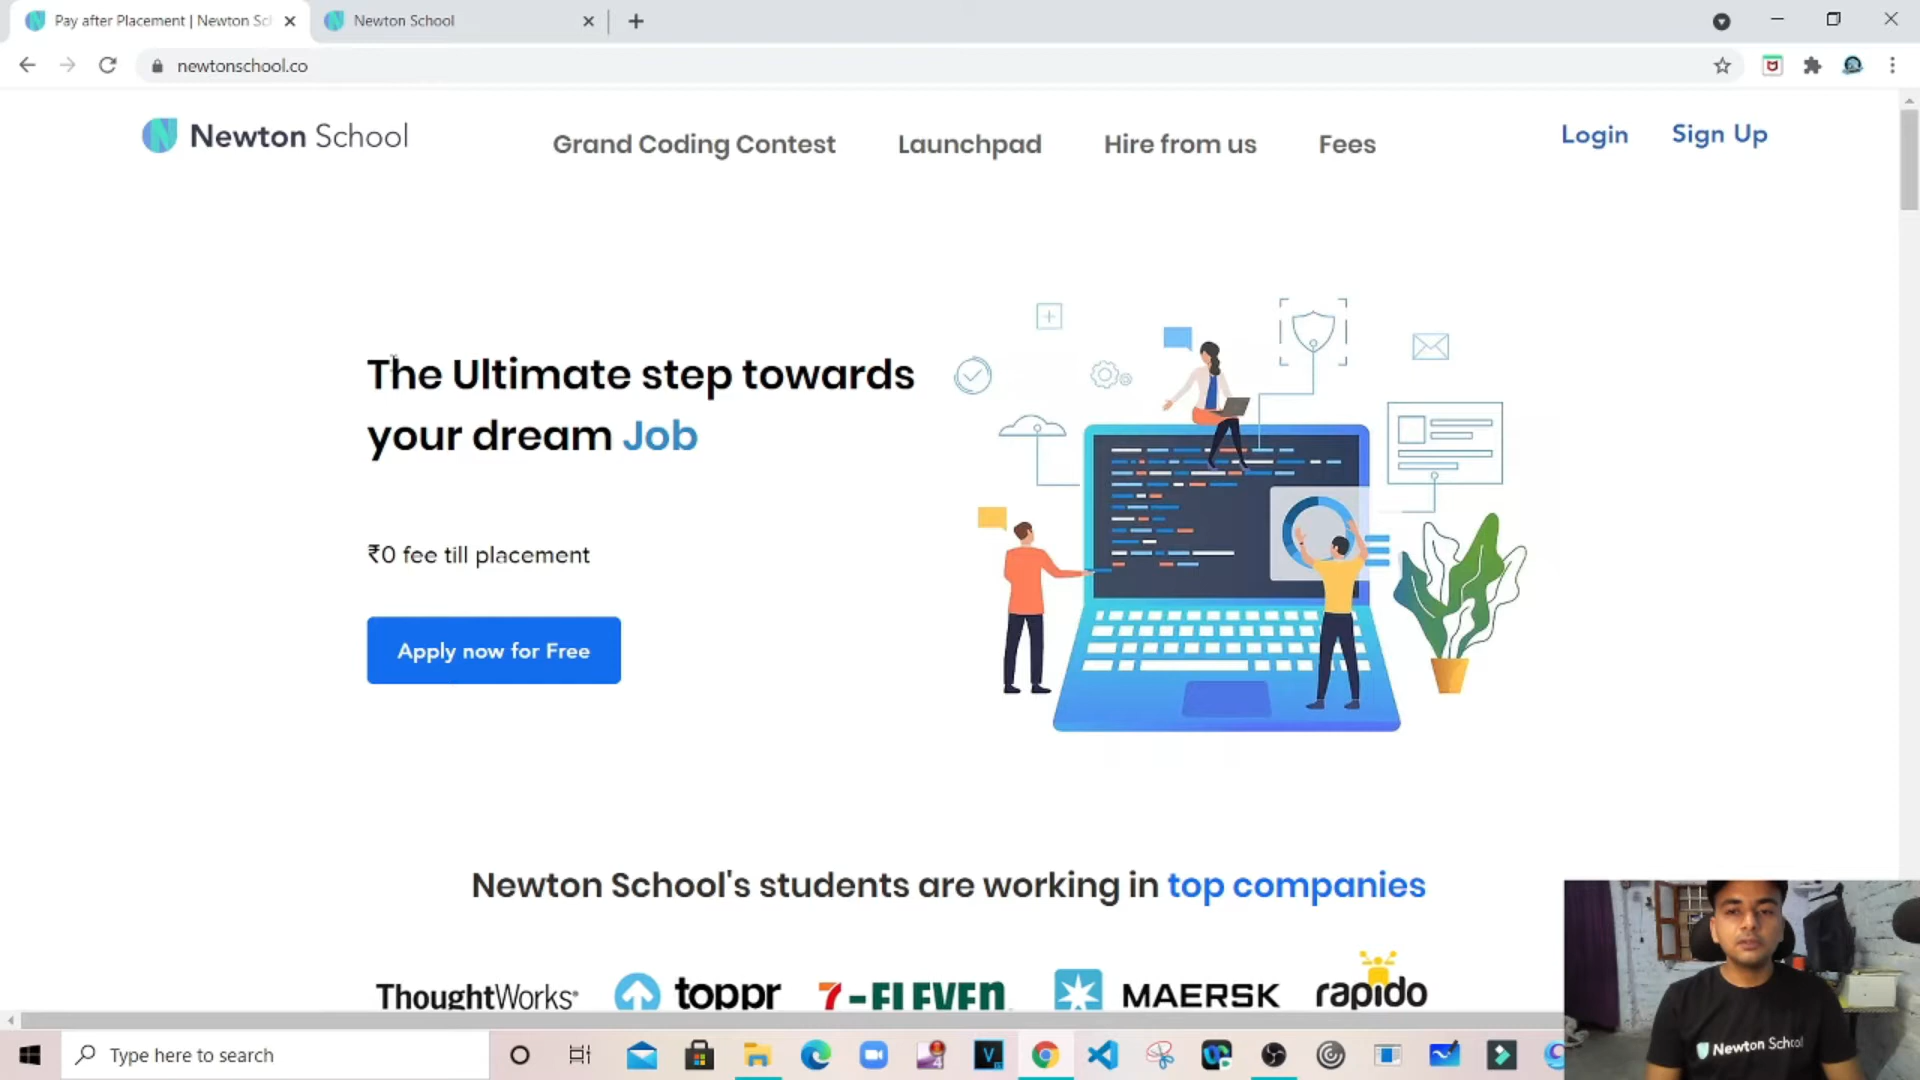 Pay after Placement | Newton Sc
Newton School
newtonschool.co
Newton School
Grand Coding Contest
Launchpad
Hire from us
Fees
Login
Sign Up
The Ultimate step towards
your dream Job
₹0 fee till placement
Apply now for Free
Newton School's students are working in top companies
ThoughtWorks
toppr
7-ELEVEN
MAERSK
rapido
Type here to search
Newton School